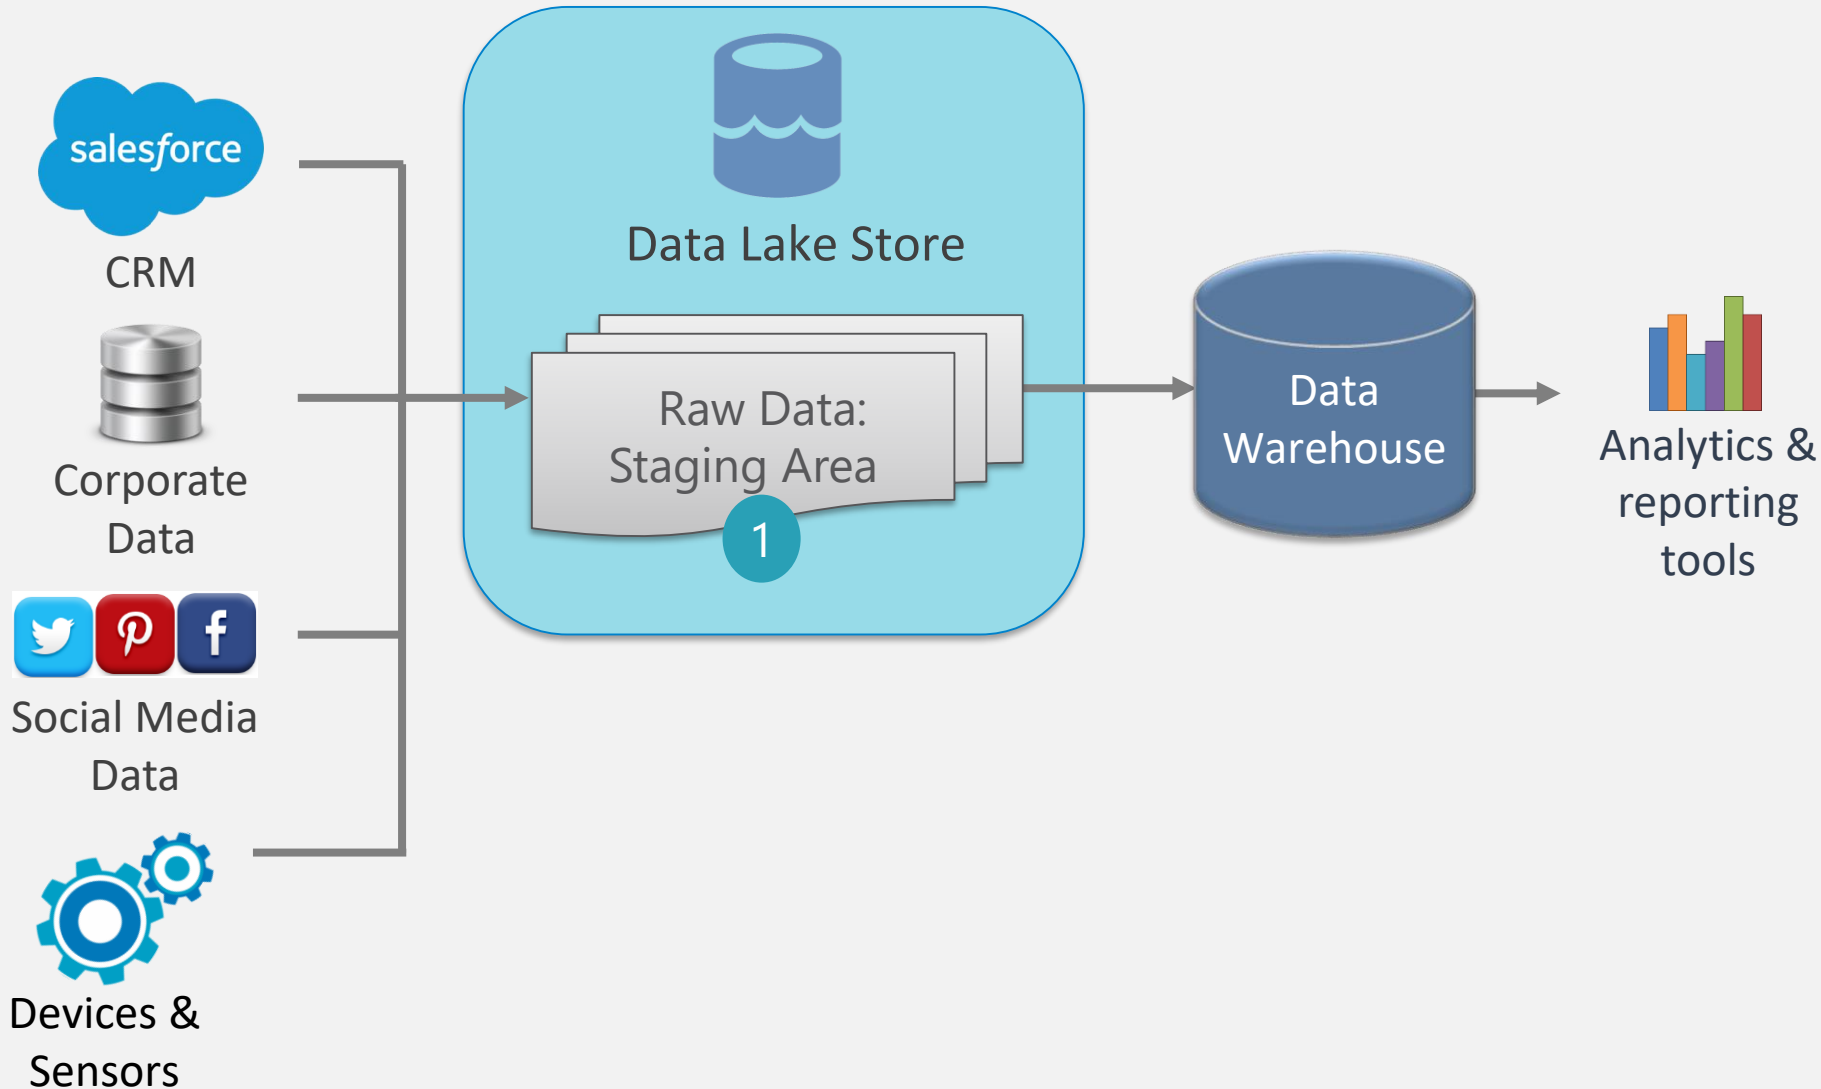 salesforce
CRM
Corporate
Data
f
Social Media
Data
Devices &
Sensors
Data Lake Store
Raw Data:
Staging Area
1
Data
Warehouse
Analytics &
reporting
tools